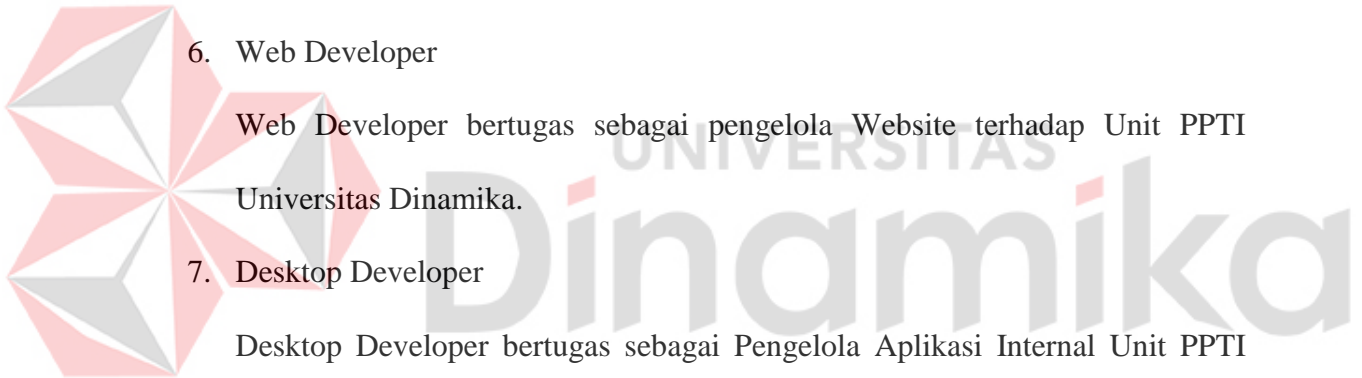 6. Web Developer
Web Developer bertugas sebagai pengelola Website terhadap Unit PPTI
UNIVERSITAS
Universitas Dinamika.
Dinamika
7. Desktop Developer
Desktop Developer bertugas sebagai Pengelola Aplikasi Internal Unit PPTI